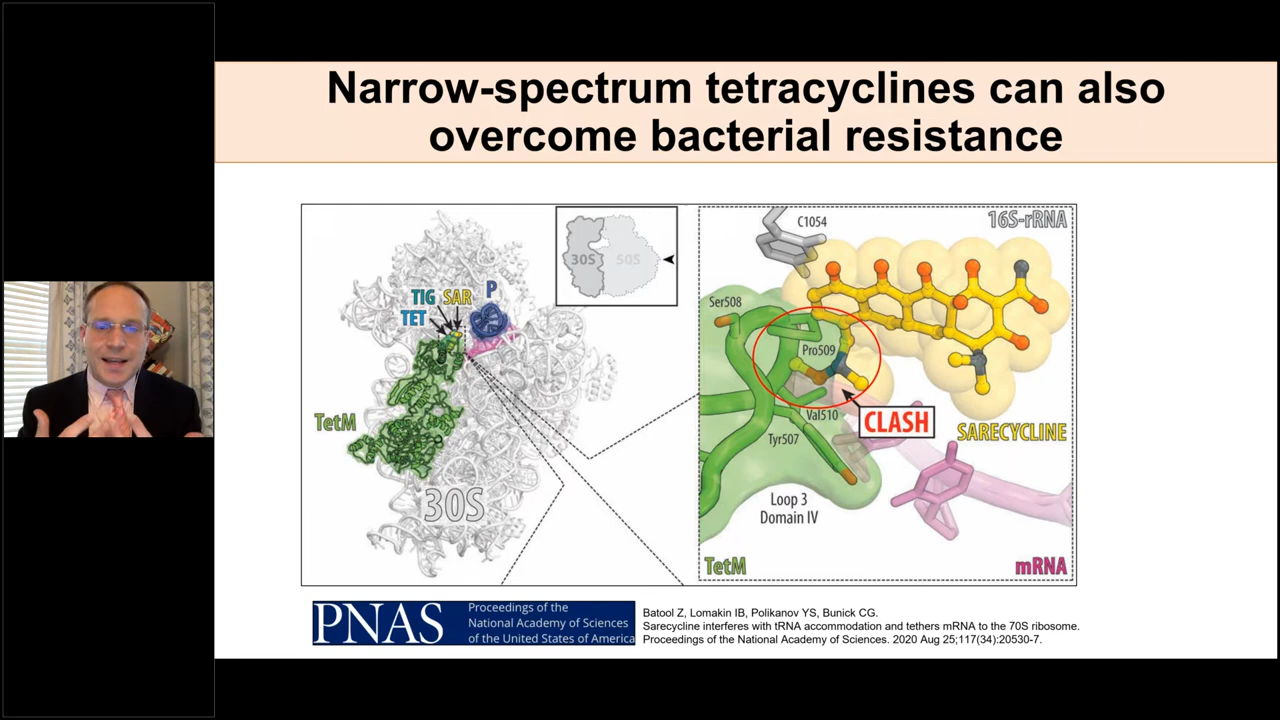 Narrow-spectrum tetracyclines can also
overcome bacterial resistance
30S
50S
TIG
SAR
P
TET
TetM
30S
16S-rRNA
C1054
Ser508
Pro509
Val510
CLASH
Tyr507
SARECYCLINE
Loop 3
Domain IV
TetM
mRNA
PNAS
Proceedings of the
National Academy of Sciences
of the United States of America
Batool Z, Lomakin IB, Polikanov YS, Bunick CG.
Sarecycline interferes with tRNA accommodation and tethers mRNA to the 70S ribosome.
Proceedings of the National Academy of Sciences. 2020 Aug 25;117(34):20530-7.